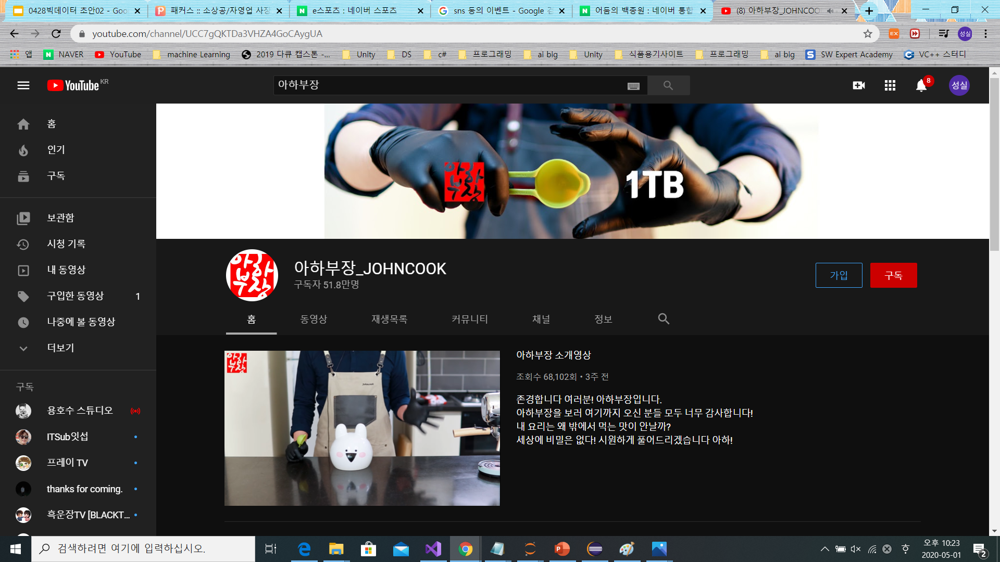 0428빅데이터 초안02 - Goo
패커스 :: 소상공/자영업 사장
e스포츠 : 네이버 스포츠
sns 동의 이벤트 - Google 검
어둠의 백종원 : 네이버 통합
(8) 아하부장_JOHNCOO
youtube.com/channel/UCC7gQKTDa3VHZA4GoCAygUA
EX
성실
앱
NAVER
YouTube
machine Learning
2019 다큐 캡스톤 -...
Unity
DS
c#
프로그래밍
ai big
Unity
식품용기사이트
프로그래밍
ai big
SW Expert Academy
VC++ 스터디
YouTube KR
아하부장
8
성실
홈
인기
구독
보관함
시청 기록
내 동영상
구입한 동영상 1
나중에 볼 동영상
더보기
구독
용호수 스튜디오
ITSub잇섭
프레이 TV
thanks for coming.
흑운장TV [BLACKT...
아하부장
1TB
아하부장
아하부장_JOHNCOOK
구독자 51.8만명
가입
구독
홈
동영상
재생목록
커뮤니티
채널
정보
아하부장
Johncook
아하부장 소개영상
조회수 68,102회 • 3주 전
존경합니다 여러분! 아하부장입니다.
아하부장을 보러 여기까지 오신 분들 모두 너무 감사합니다!
내 요리는 왜 밖에서 먹는 맛이 안날까?
세상에 비밀은 없다! 시원하게 풀어드리겠습니다 아하!
검색하려면 여기에 입력하십시오.
오후 10:23
2020-05-01
2